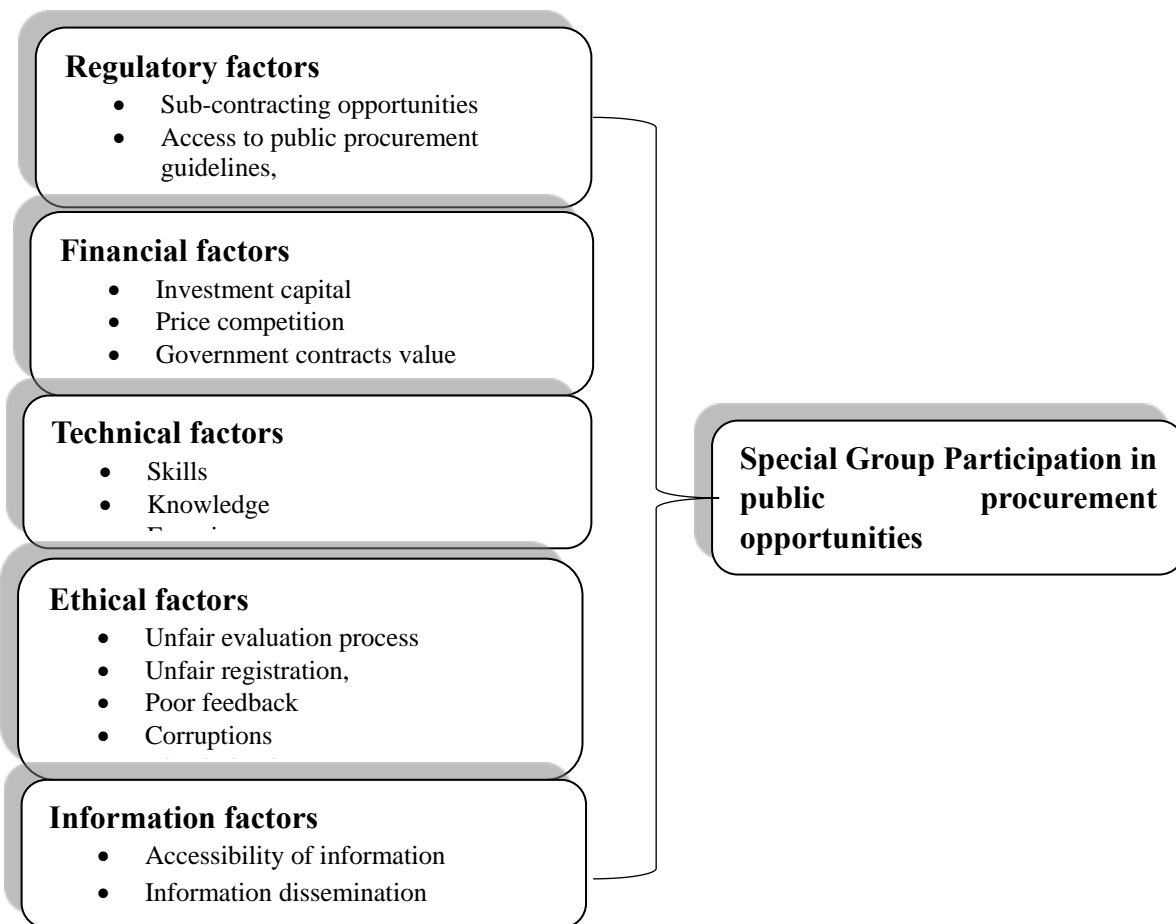 Regulatory factors
• Sub-contracting opportunities
• Access to public procurement
guidelines,
Financial factors
• Investment capital
• Price competition
• Government contracts value
Technical factors
• Skills
• Knowledge
Ethical factors
• Unfair evaluation process
• Unfair registration,
• Poor feedback
• Corruptions
Information factors
• Accessibility of information
• Information dissemination
Special Group Participation in
public procurement
opportunities